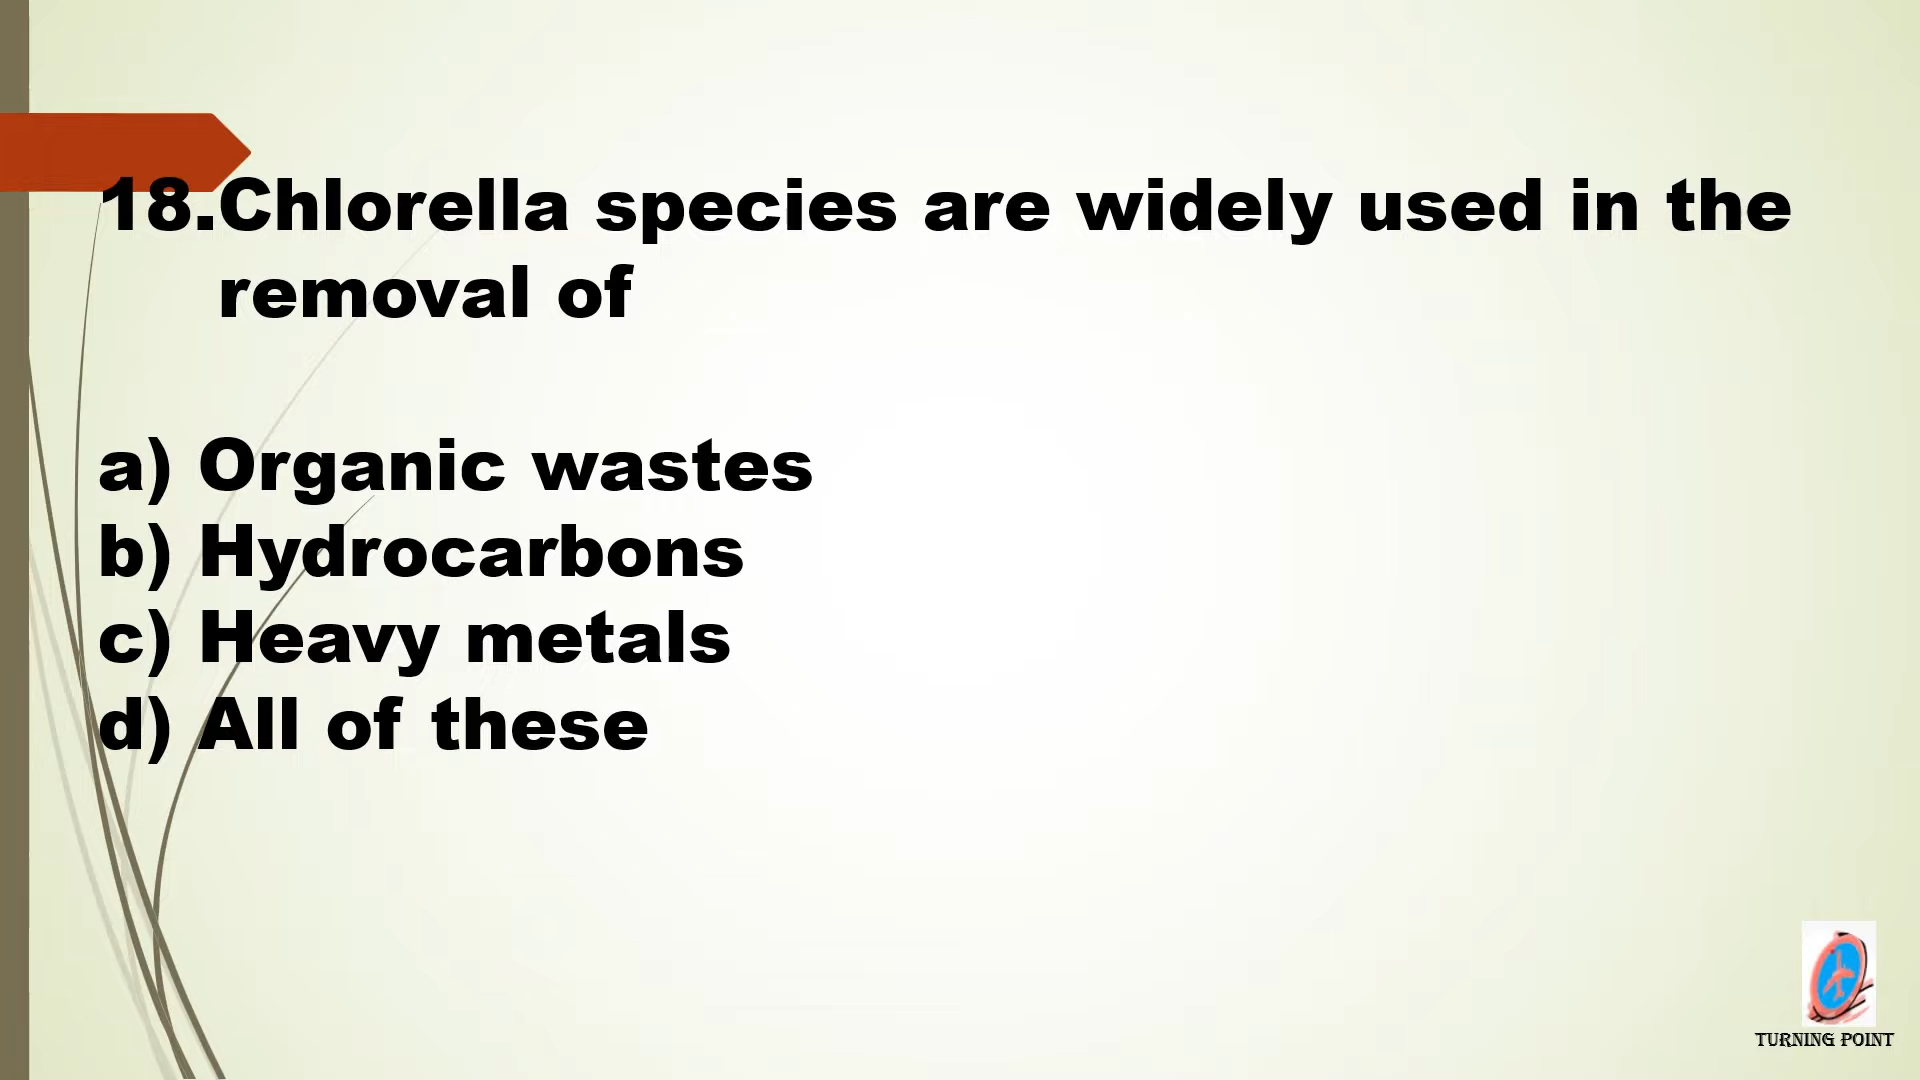 18.Chlorella species are widely used in the
removal of
a) Organic wastes
b) Hydrocarbons
c) Heavy metals
d) All of these
TURNING POINT